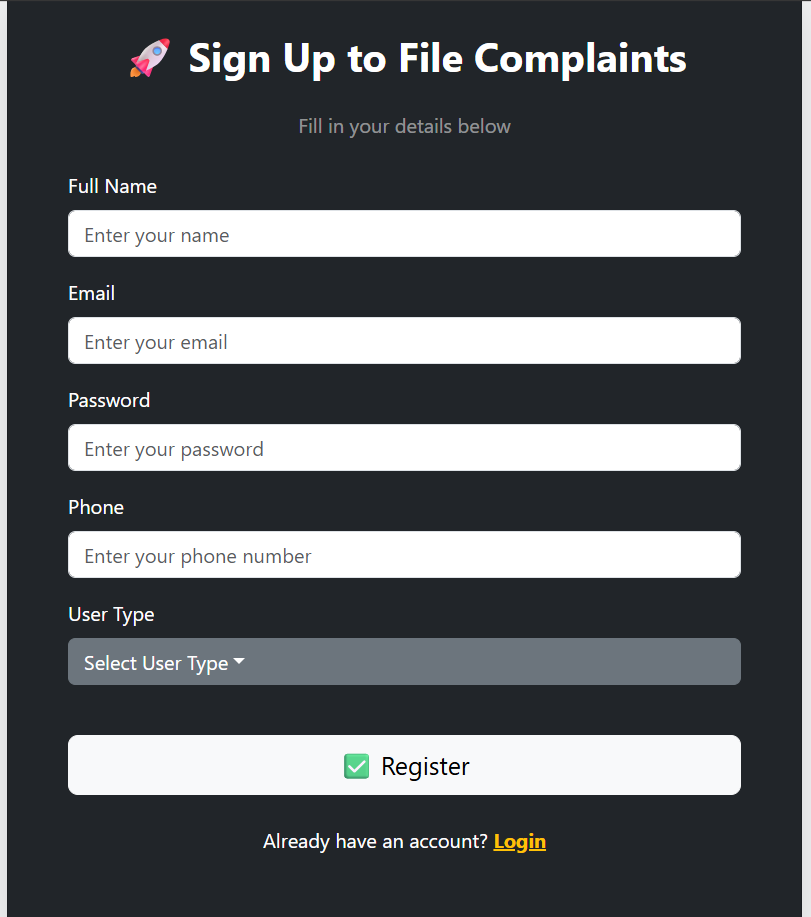 🚀 Sign Up to File Complaints
Fill in your details below
Full Name
Enter your name
Email
Enter your email
Password
Enter your password
Phone
Enter your phone number
User Type
Select User Type
✅ Register
Already have an account? Login